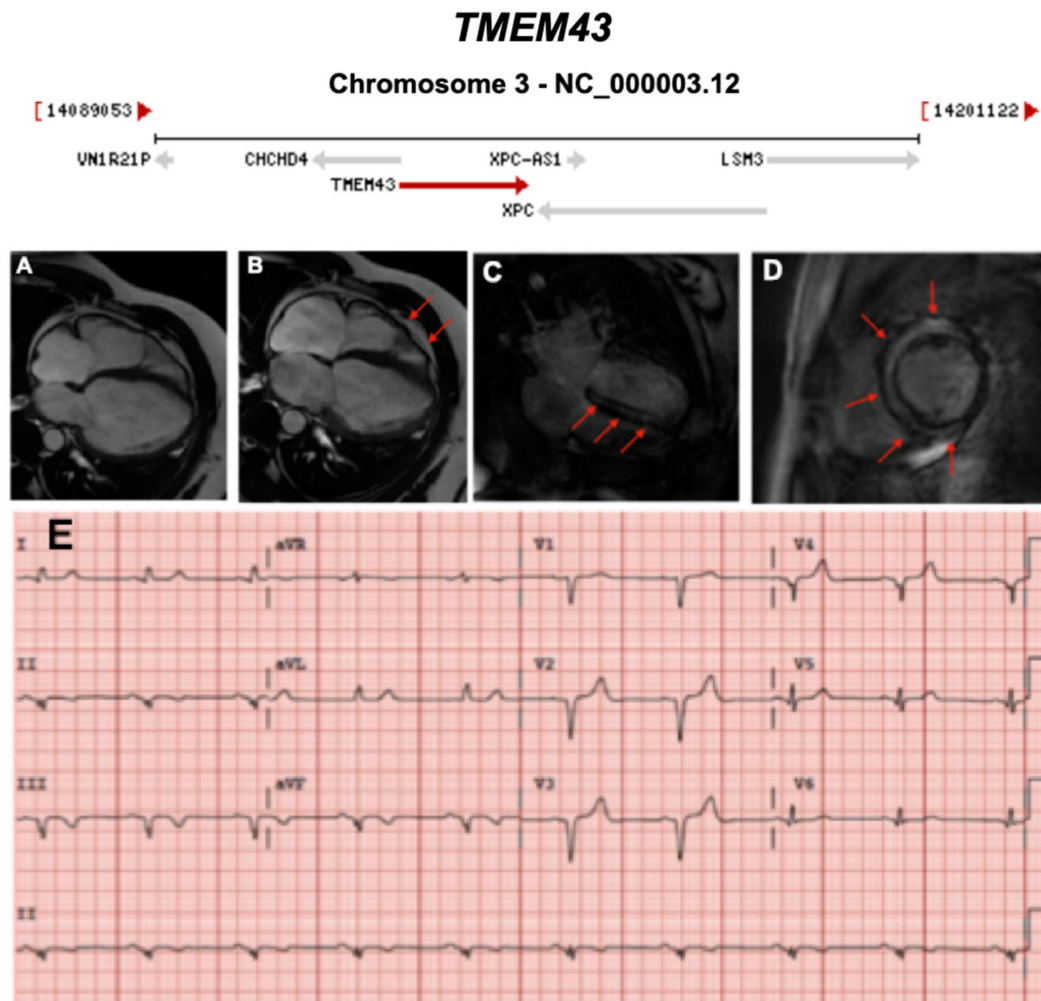 TMEM43
Chromosome 3 - NC_000003.12
[14089053 [14201122
VN1R21P CHCHD4 XPC-AS1 LSM3
TMEM43
XPC
A B C D
E
I aVR V1 V4
II aVL V2 V5
III aVF V3 V6
II